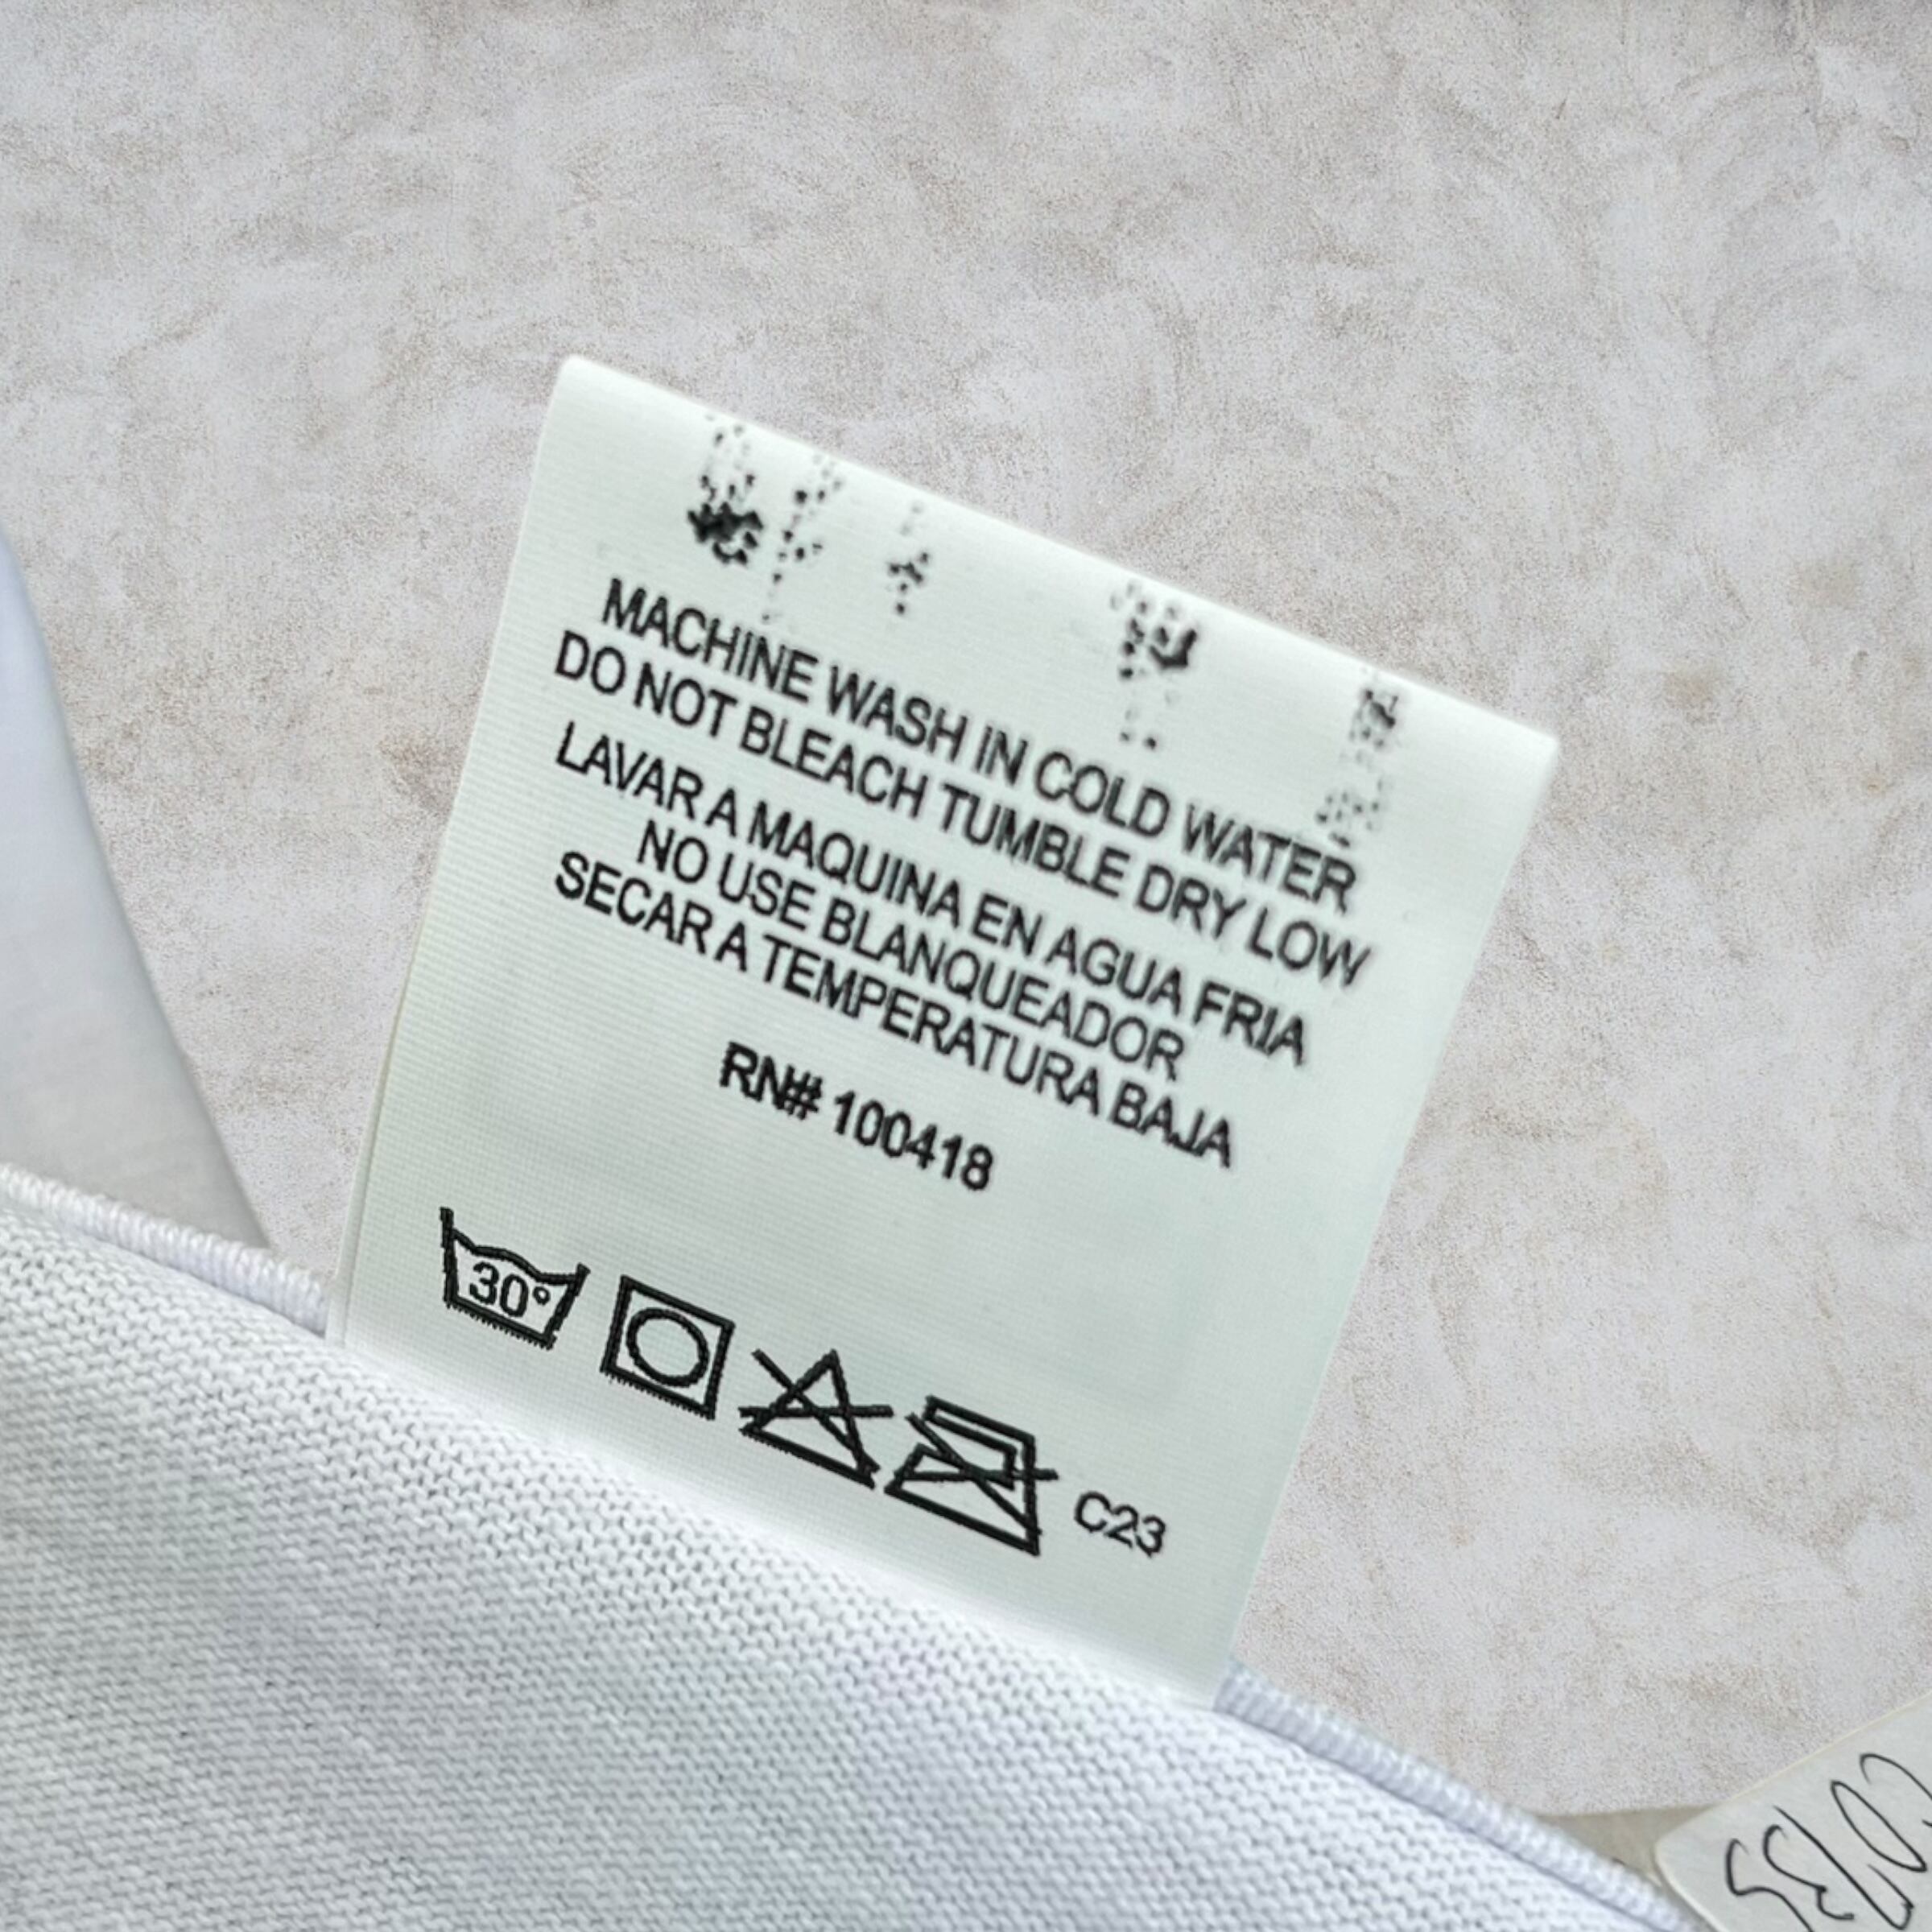 MACHINE WASH IN COLD WATER
DO NOT BLEACH TUMBLE DRY LOW
LAVAR A MAQUINA EN AGUA FRIA
NO USE BLANQUEADOR
SECAR A TEMPERATURA BAJA
RN# 100418
30°
C23